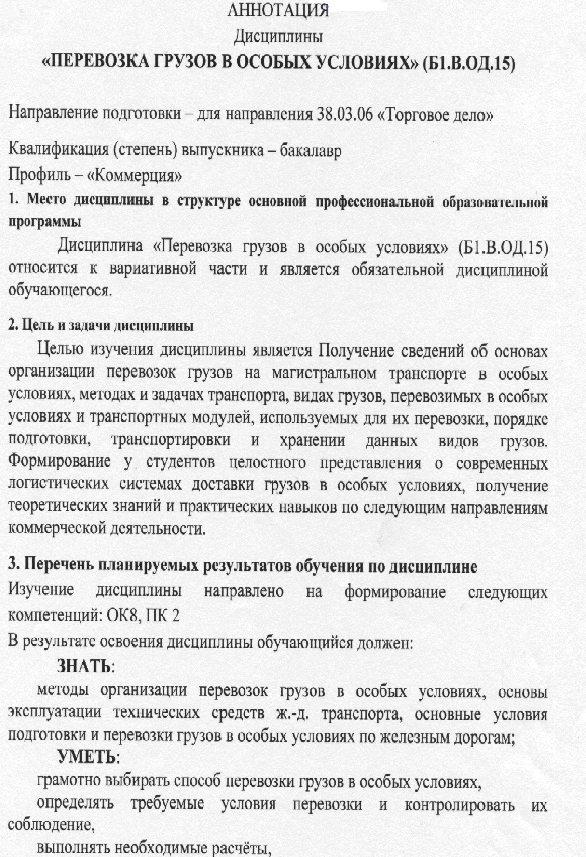 АННОТАЦИЯ
Дисциплины
«ПЕРЕВОЗКА ГРУЗОВ В ОСОБЫХ УСЛОВИЯХ» (Б1.В.ОД.15)
Направление подготовки – для направления 38.03.06 «Торговое дело»
Квалификация (степень) выпускника – бакалавр
Профиль – «Коммерция»
1. Место дисциплины в структуре основной профессиональной образовательной
программы
Дисциплина «Перевозка грузов в особых условиях» (Б1.В.ОД.15)
относится к вариативной части и является обязательной дисциплиной
обучающегося.
2. Цель и задачи дисциплины
Целью изучения дисциплины является Получение сведений об основах
организации перевозок грузов на магистральном транспорте в особых
условиях, методах и задачах транспорта, видах грузов, перевозимых в особых
условиях и транспортных модулей, используемых для их перевозки, порядке
подготовки, транспортировки и хранении данных видов грузов.
Формирование у студентов целостного представления о современных
логистических системах доставки грузов в особых условиях, получение
теоретических знаний и практических навыков по следующим направлениям
коммерческой деятельности.
3. Перечень планируемых результатов обучения по дисциплине
Изучение дисциплины направлено на формирование следующих
компетенций: ОК8, ПК 2
В результате освоения дисциплины обучающийся должен:
ЗНАТЬ:
методы организации перевозок грузов в особых условиях, основы
эксплуатации технических средств ж.-д. транспорта, основные условия
подготовки и перевозки грузов в особых условиях по железным дорогам;
УМЕТЬ:
грамотно выбирать способ перевозки грузов в особых условиях,
определять требуемые условия перевозки и контролировать их
соблюдение,
выполнять необходимые расчёты,